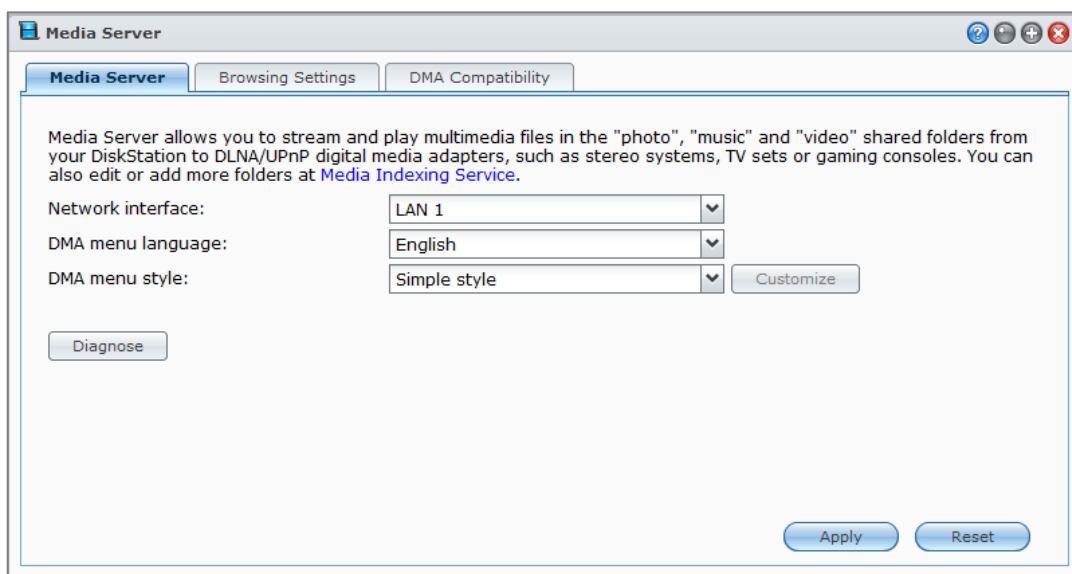 Media Server
Media Server Browsing Settings DMA Compatibility
Media Server allows you to stream and play multimedia files in the "photo", "music" and "video" shared folders from
your DiskStation to DLNA/UPnP digital media adapters, such as stereo systems, TV sets or gaming consoles. You can
also edit or add more folders at Media Indexing Service.
Network interface: LAN 1
DMA menu language: English
DMA menu style: Simple style Customize
Diagnose
Apply Reset